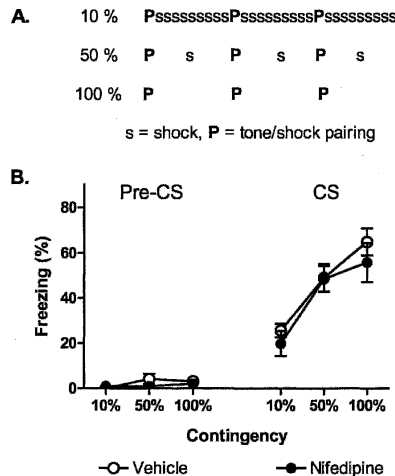 A.
10 % PsssssssssPsssssssssPsssssssss
50 % P s P s P s
100 % P P P
s = shock, P = tone/shock pairing
B.
Pre-CS CS
Freezing (%)
80
60
40
20
0
10% 50% 100% 10% 50% 100%
Contingency
Vehicle Nifedipine